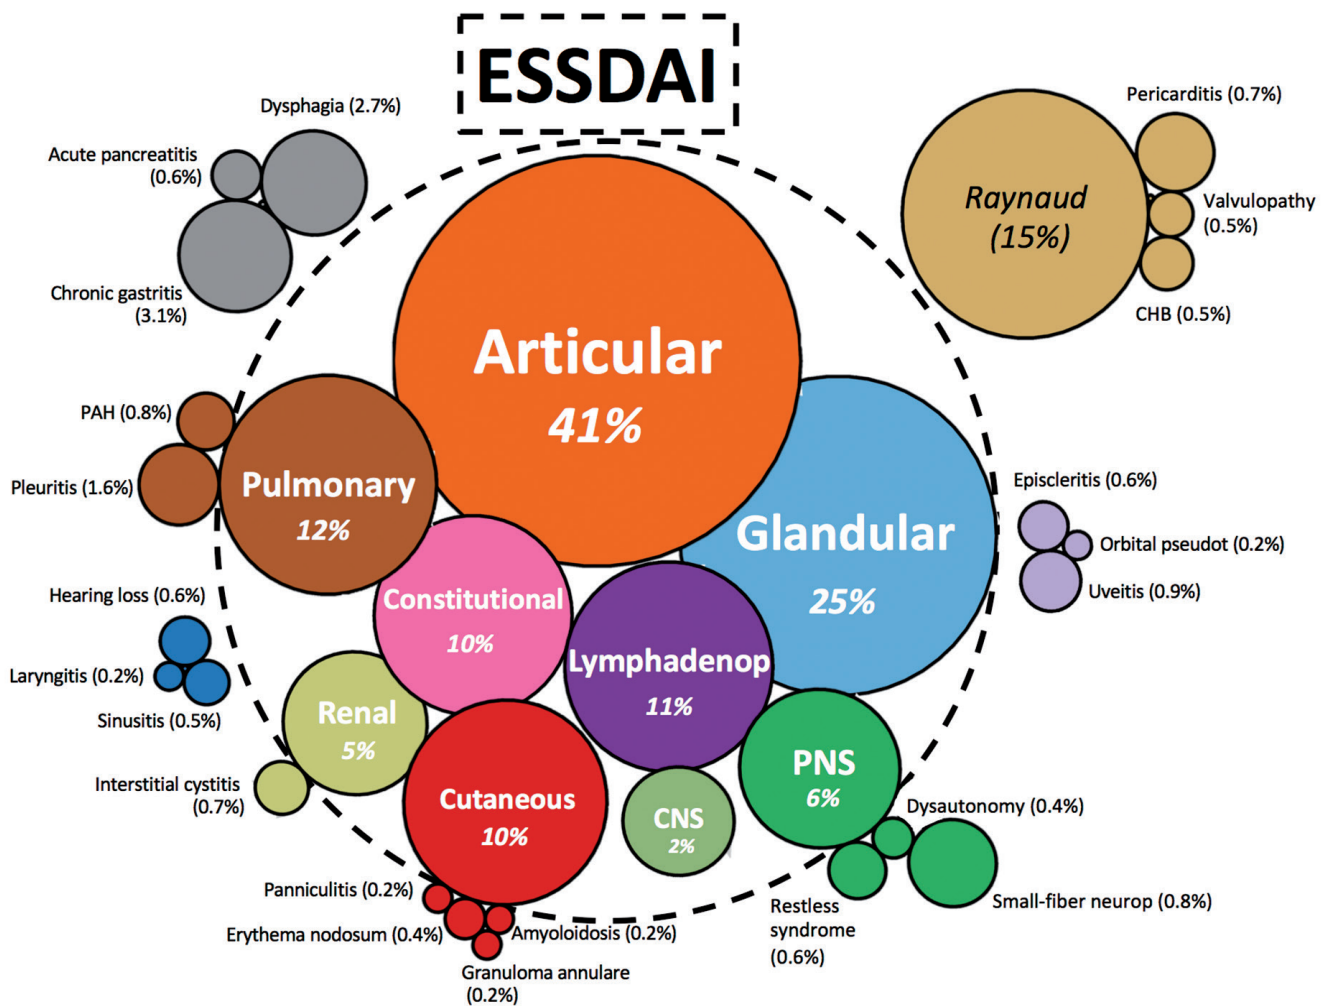 ESSDAI
Dysphagia (2.7%)
Acute pancreatitis
(0.6%)
Chronic gastritis
(3.1%)
Pericarditis (0.7%)
Raynaud
(15%)
Valvulopathy
(0.5%)
CHB (0.5%)
Articular
41%
PAH (0.8%)
Pleuritis (1.6%)
Pulmonary
12%
Glandular
25%
Episcleritis (0.6%)
Orbital pseudot (0.2%)
Uveitis (0.9%)
Hearing loss (0.6%)
Laryngitis (0.2%)
Sinusitis (0.5%)
Constitutional
10%
Lymphadenop
11%
Renal
5%
Interstitial cystitis
(0.7%)
Cutaneous
10%
CNS
2%
PNS
6%
Dysautonomy (0.4%)
Small-fiber neurop (0.8%)
Restless
syndrome
(0.6%)
Panniculitis (0.2%)
Erythema nodosum (0.4%)
Amyoloidosis (0.2%)
Granuloma annulare
(0.2%)